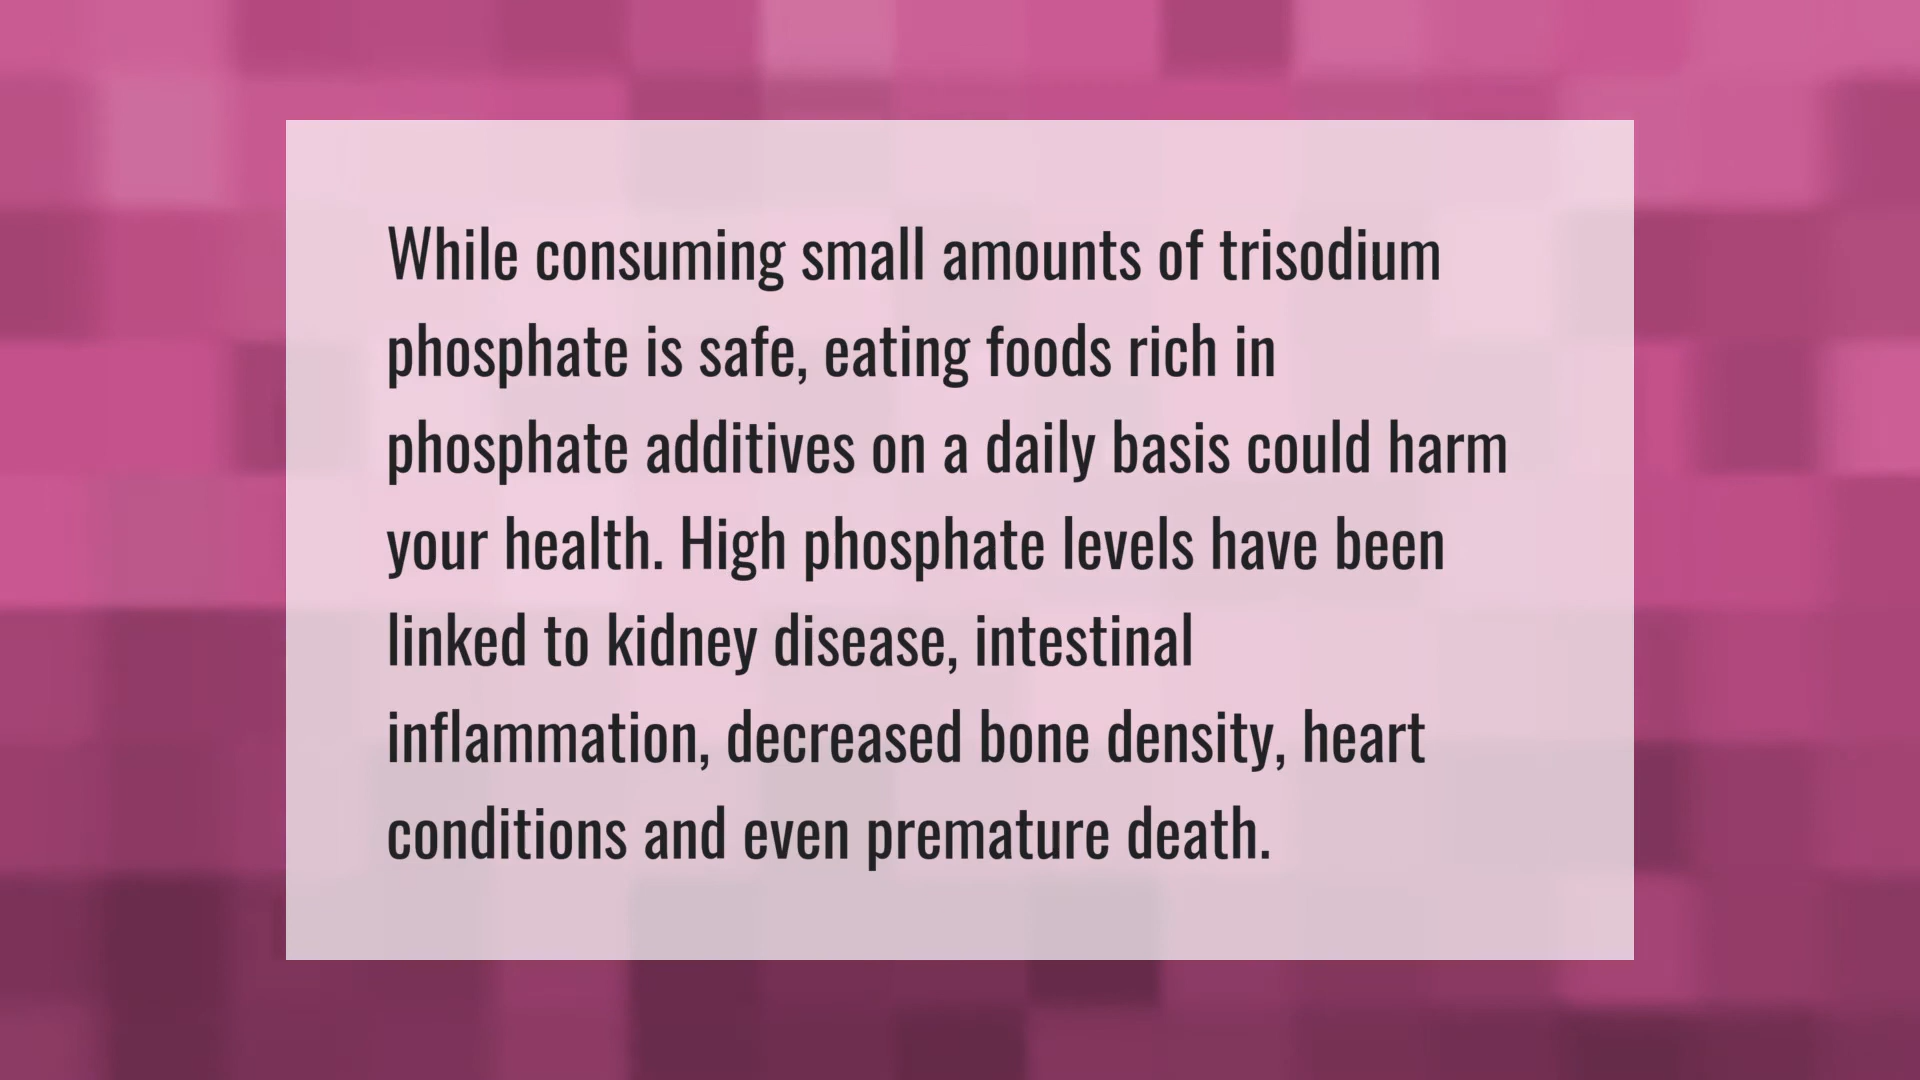 While consuming small amounts of trisodium
phosphate is safe, eating foods rich in
phosphate additives on a daily basis could harm
your health. High phosphate levels have been
linked to kidney disease, intestinal
inflammation, decreased bone density, heart
conditions and even premature death.